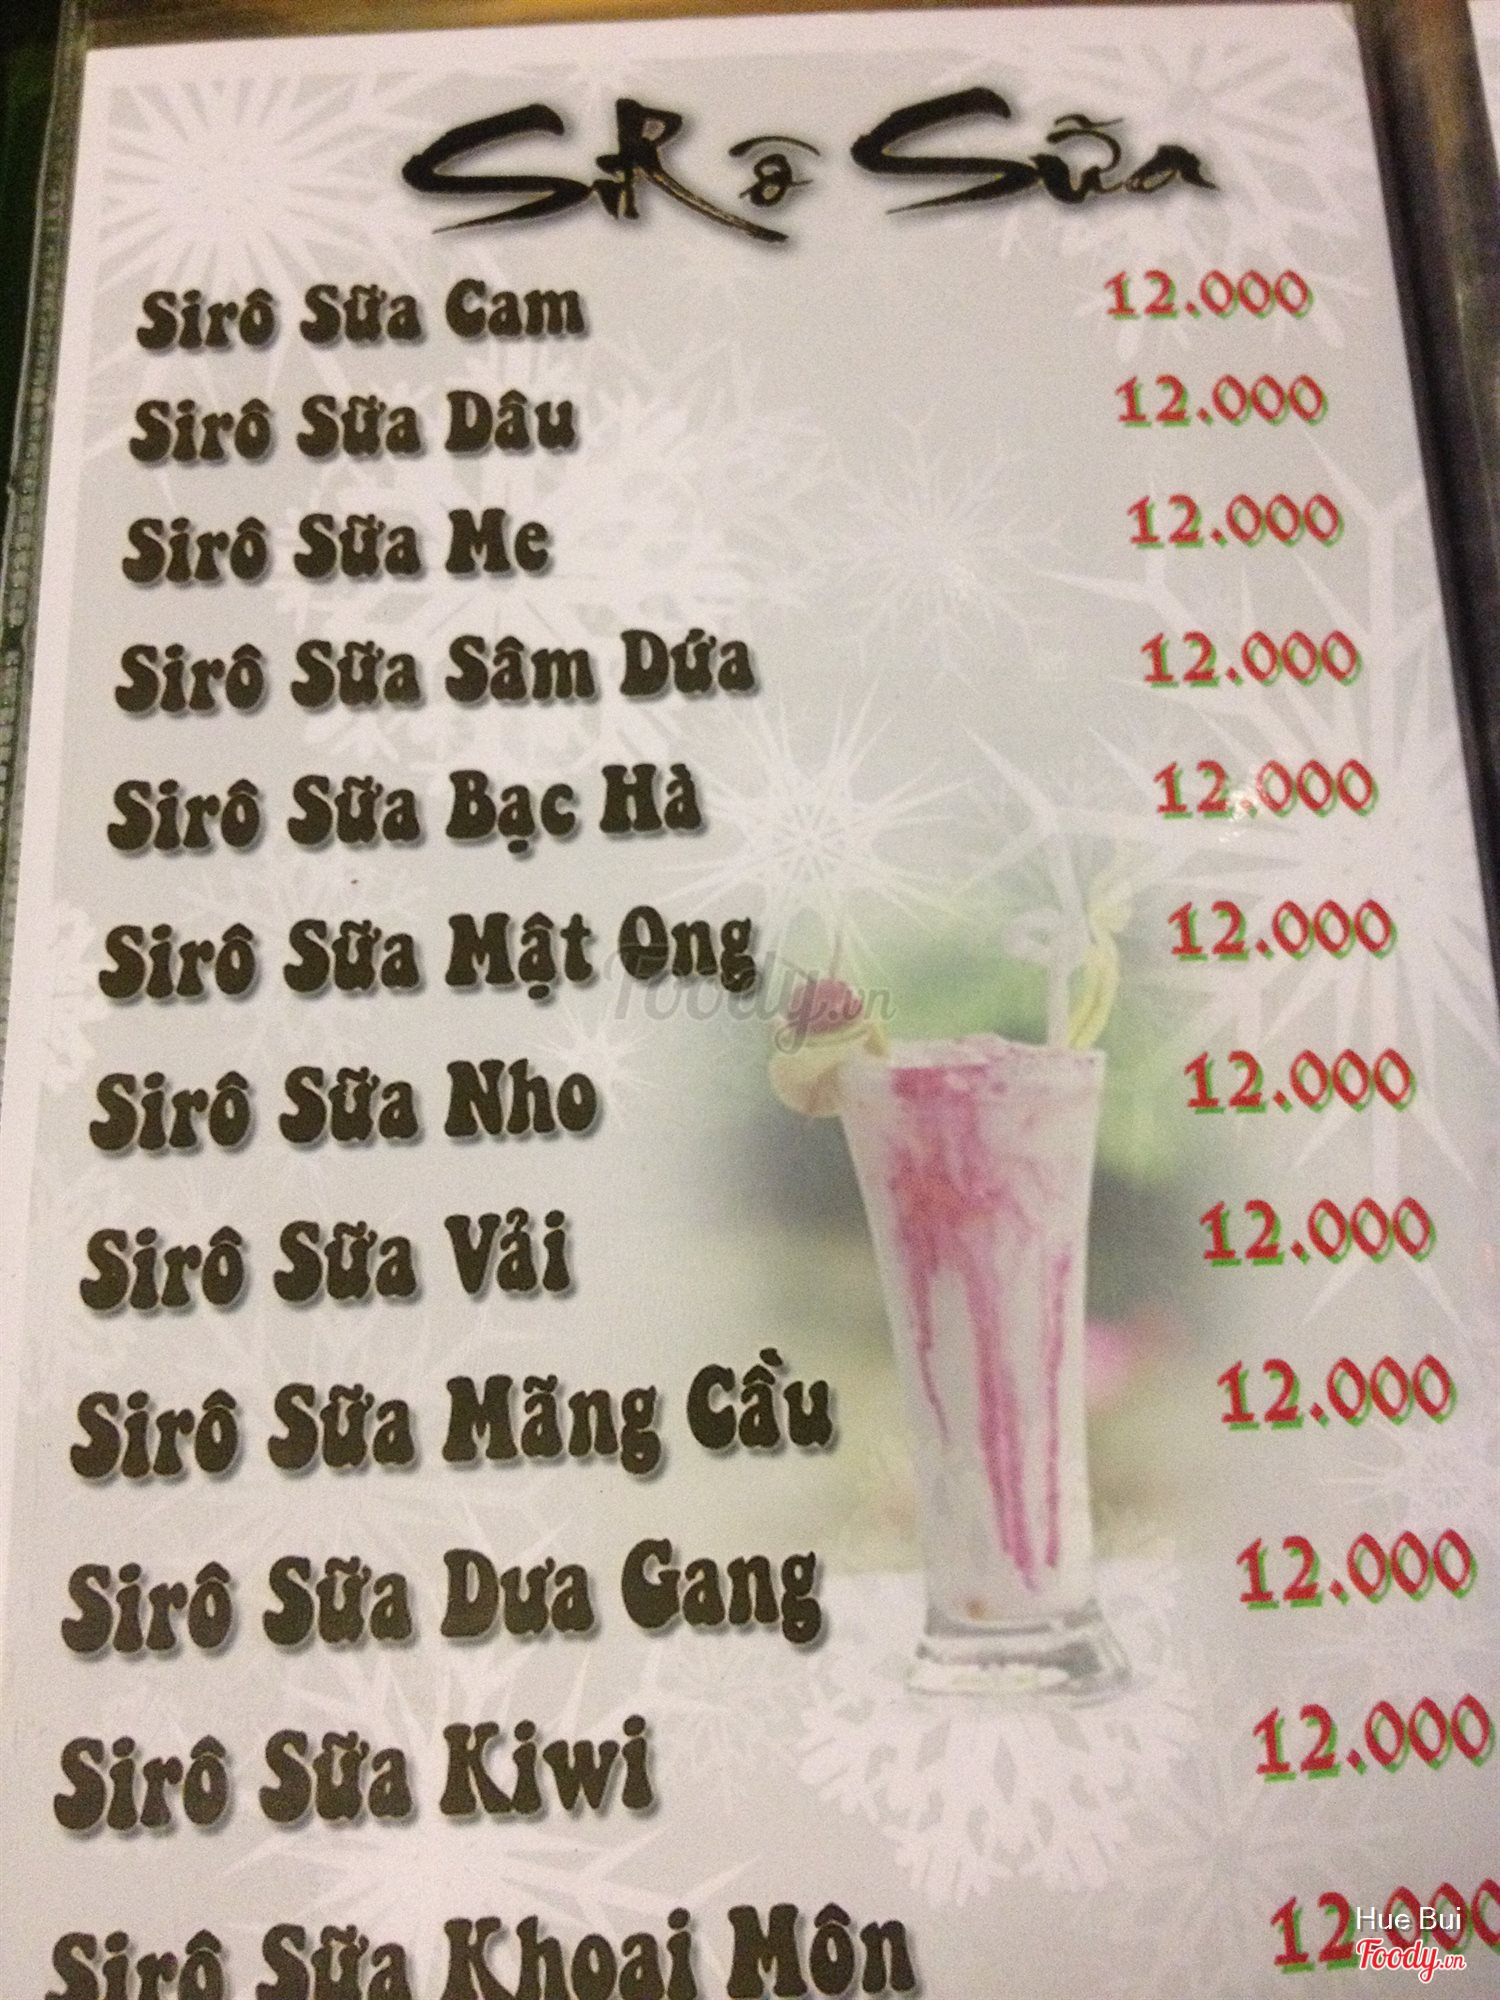 SiRô Sữa
Sirô Sữa Cam 12.000
Sirô Sữa Dâu 12.000
Sirô Sữa Me 12.000
Sirô Sữa Sâm Dứa 12.000
Sirô Sữa Bạc Hà 12.000
Sirô Sữa Mật Ong 12.000
Foody.vn
Sirô Sữa Nho 12.000
Sirô Sữa Vải 12.000
Sirô Sữa Mãng Cầu 12.000
Sirô Sữa Dưa Gang 12.000
Sirô Sữa Kiwi 12.000
Sirô Sữa Khoai Môn 12.000
Hue Bui
Foody.vn